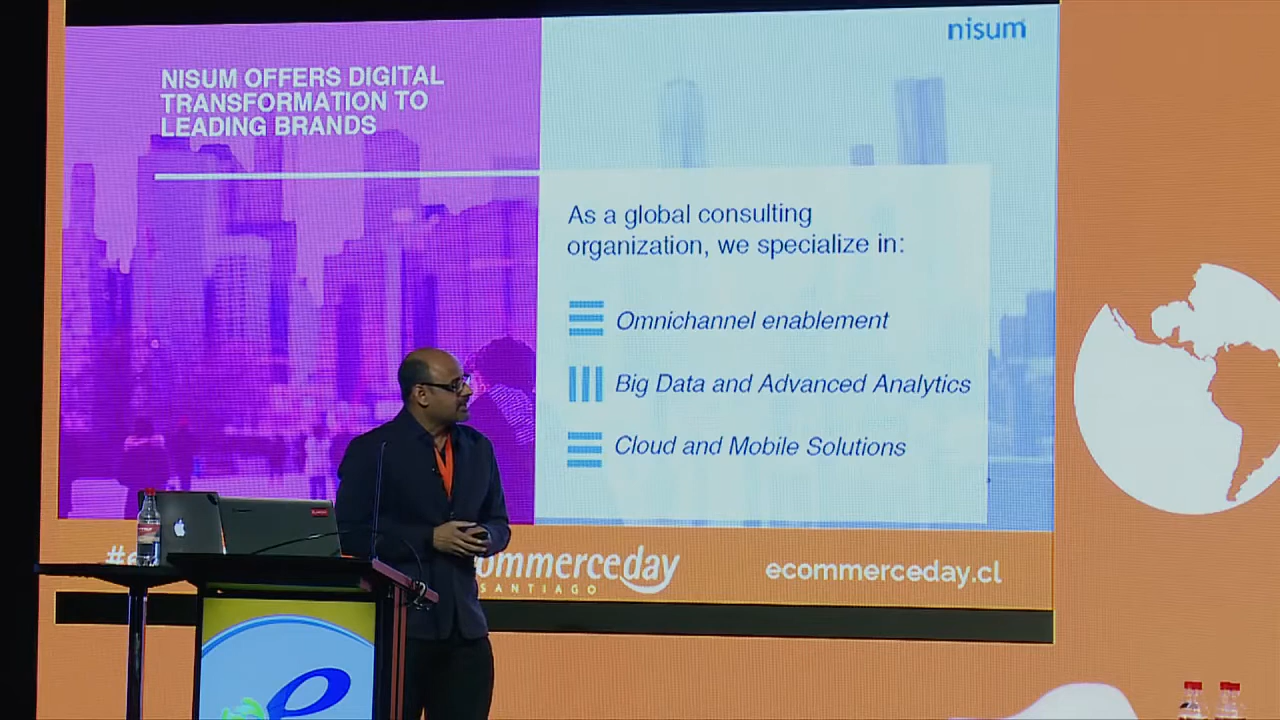 nisum
NISUM OFFERS DIGITAL
TRANSFORMATION TO
LEADING BRANDS
As a global consulting
organization, we specialize in:
Omnichannel enablement
Big Data and Advanced Analytics
Cloud and Mobile Solutions
ommerceday
SANTIAGO
ecommerceday.cl
e